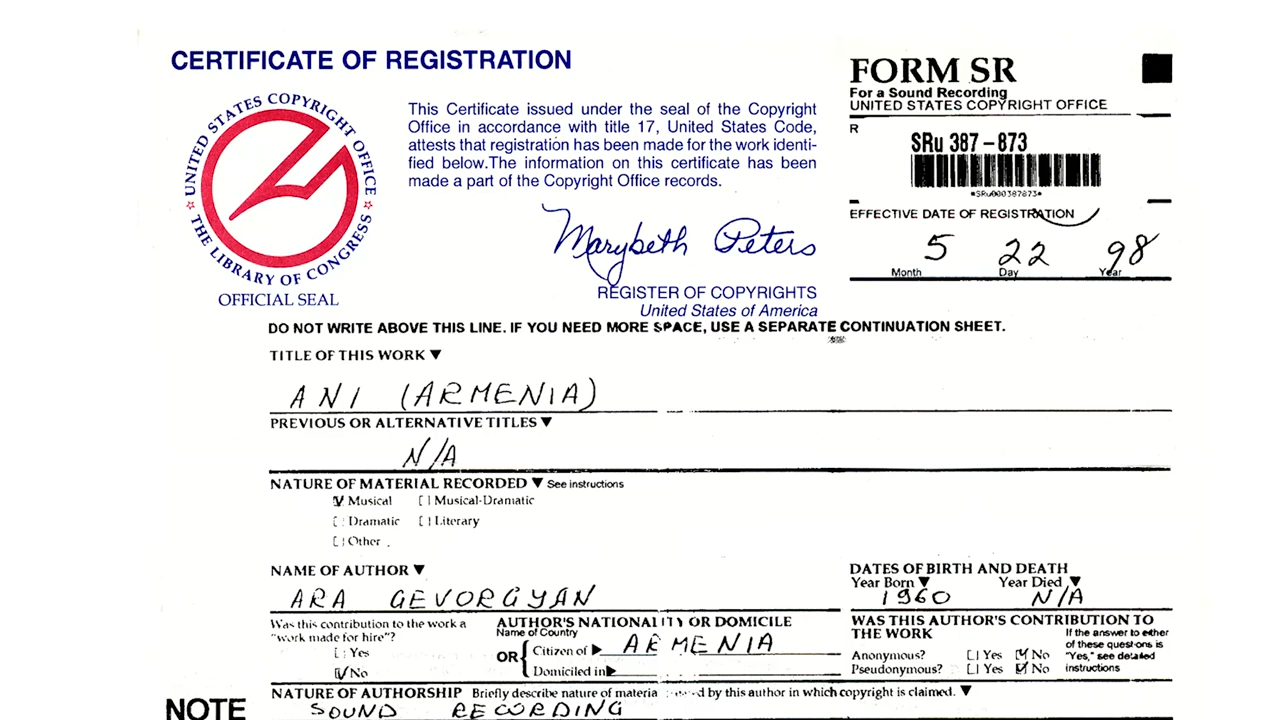 CERTIFICATE OF REGISTRATION
UNITED STATES COPYRIGHT OFFICE
THE LIBRARY OF CONGRESS
OFFICIAL SEAL
This Certificate issued under the seal of the Copyright
Office in accordance with title 17, United States Code,
attests that registration has been made for the work identi-
fied below.The information on this certificate has been
made a part of the Copyright Office records.
Marybeth Peters
REGISTER OF COPYRIGHTS
United States of America
FORM SR
For a Sound Recording
UNITED STATES COPYRIGHT OFFICE
R
SRu 387-873
*SRu000387873*
EFFECTIVE DATE OF REGISTRATION
5 22 98
Month Day Year
DO NOT WRITE ABOVE THIS LINE. IF YOU NEED MORE SPACE, USE A SEPARATE CONTINUATION SHEET.
TITLE OF THIS WORK ▼
ANI (ARMENIA)
PREVIOUS OR ALTERNATIVE TITLES ▼
N/A
NATURE OF MATERIAL RECORDED ▼ See instructions
Musical Musical-Dramatic
Dramatic Literary
Other
NAME OF AUTHOR ▼
ARA GEVORGYAN
DATES OF BIRTH AND DEATH
Year Born ▼ Year Died ▼
1960 N/A
Was this contribution to the work a
"work made for hire"?
Yes
No
AUTHOR'S NATIONALITY OR DOMICILE
Name of Country
OR
Citizen of ▶ ARMENIA
Domiciled in ▶
WAS THIS AUTHOR'S CONTRIBUTION TO
THE WORK
Anonymous? Yes No
Pseudonymous? Yes No
If the answer to either
of these questions is
"Yes," see detailed
instructions
NOTE
NATURE OF AUTHORSHIP Briefly describe nature of materia by this author in which copyright is claimed. ▼
SOUND RECORDING